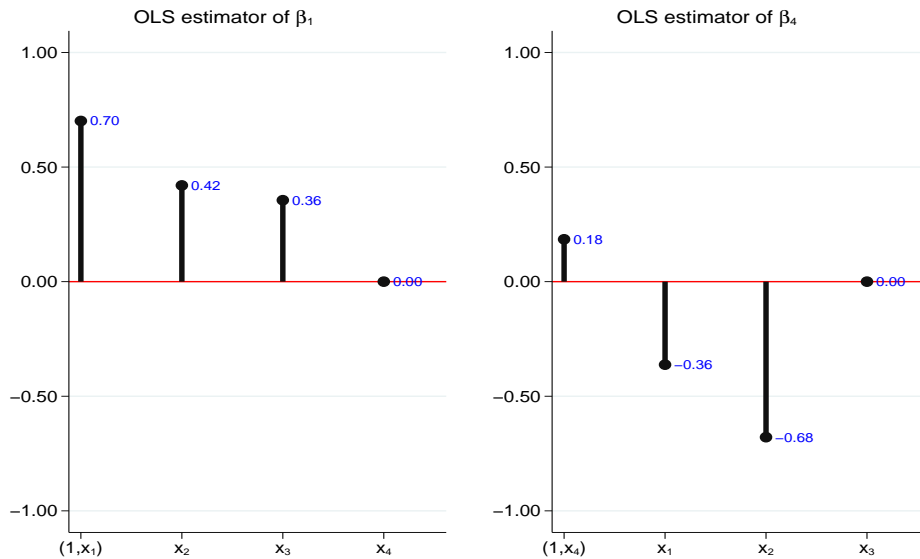 OLS estimator of β₁
1.00
0.50
0.00
−0.50
−1.00
0.70
0.42
0.36
0.00
(1,x₁)
x₂
x₃
x₄
OLS estimator of β₄
1.00
0.50
0.00
−0.50
−1.00
0.18
−0.36
−0.68
0.00
(1,x₄)
x₁
x₂
x₃